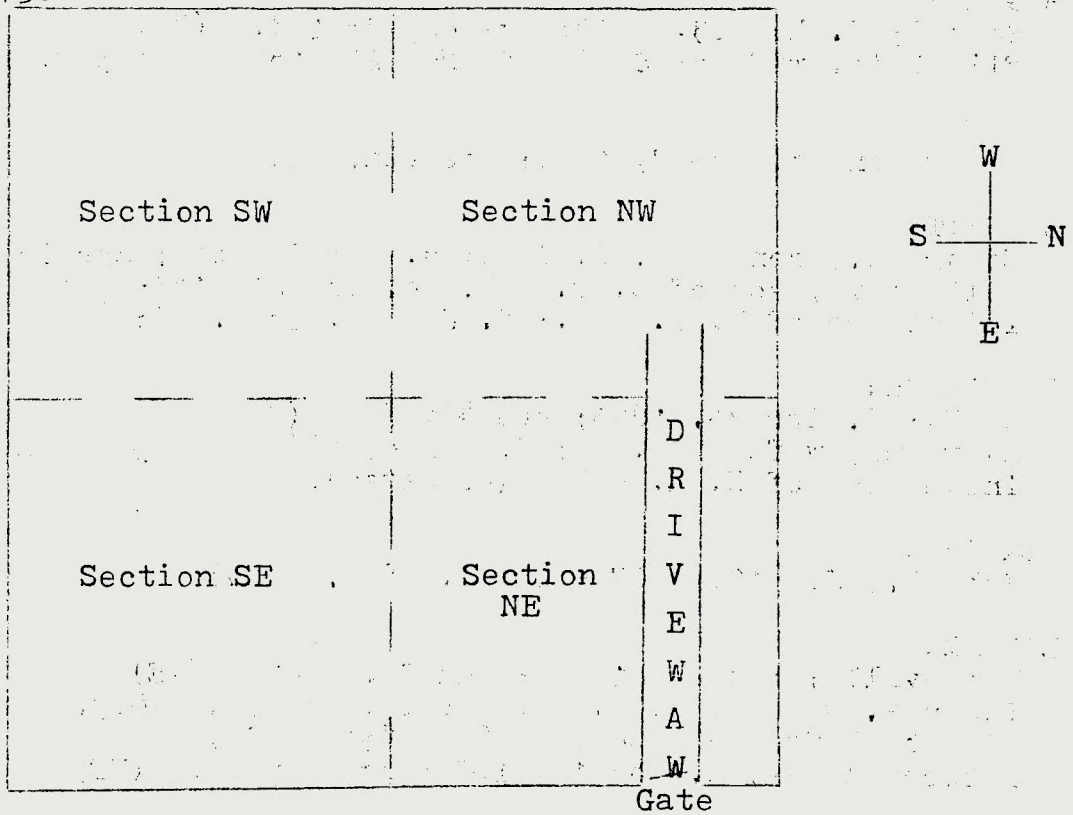 W
Section SW Section NW
S N
E
D
R
I
Section SE Section V
NE
E
W
A
W
Gate